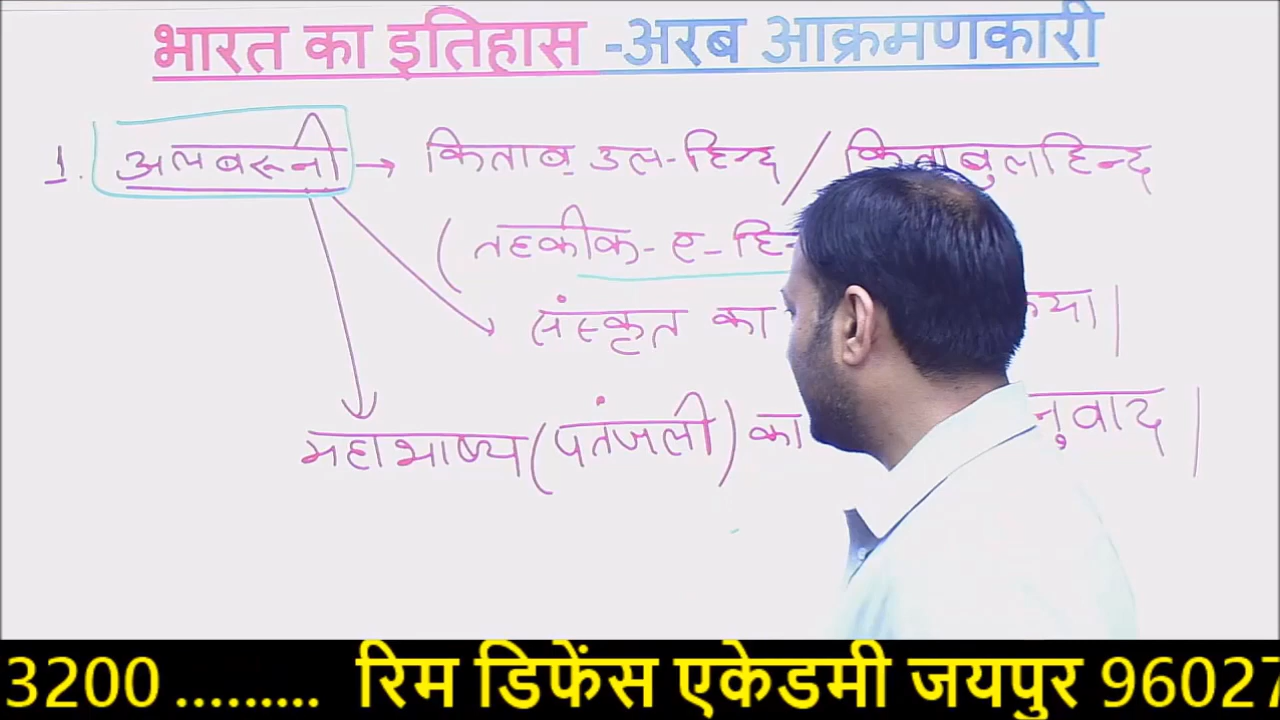 भारत का इतिहास -अरब आक्रमणकारी
1. अलबरूनी → किताब-उल-हिन्द / किताबुलहिन्द
(तहकीक-ए-हि
संस्कृत का
महाभाष्य (पतंजली) का नुवाद |
3200 ......... रिम डिफेंस एकेडमी जयपुर 96027